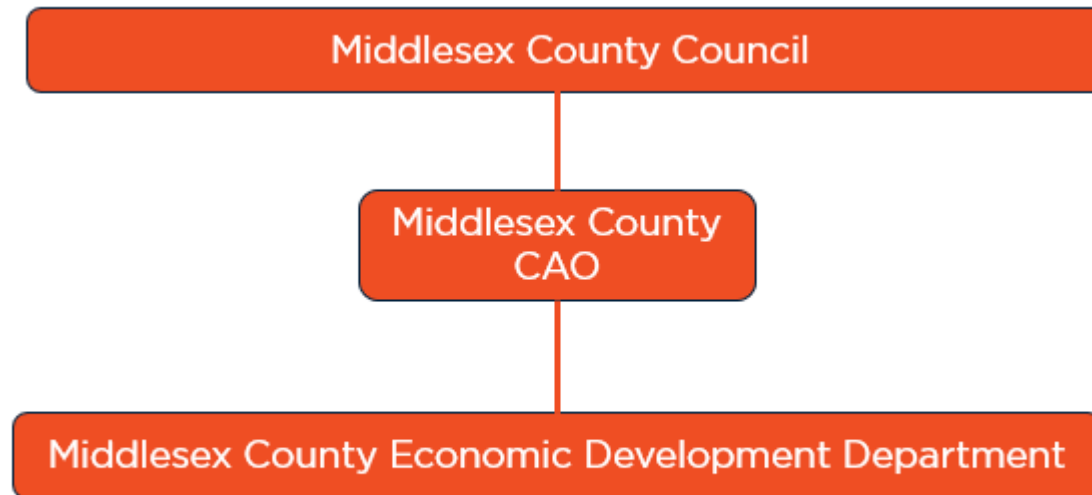 Middlesex County Council
Middlesex County
CAO
Middlesex County Economic Development Department